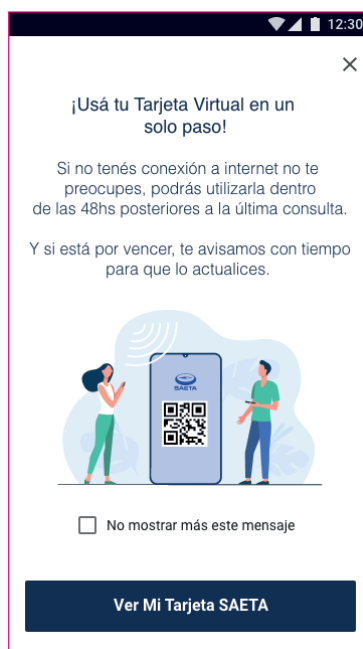 12:30
¡Usá tu Tarjeta Virtual en un
solo paso!
Si no tenés conexión a internet no te
preocupes, podrás utilizarla dentro
de las 48hs posteriores a la última consulta.
Y si está por vencer, te avisamos con tiempo
para que lo actualices.
SAETA
No mostrar más este mensaje
Ver Mi Tarjeta SAETA